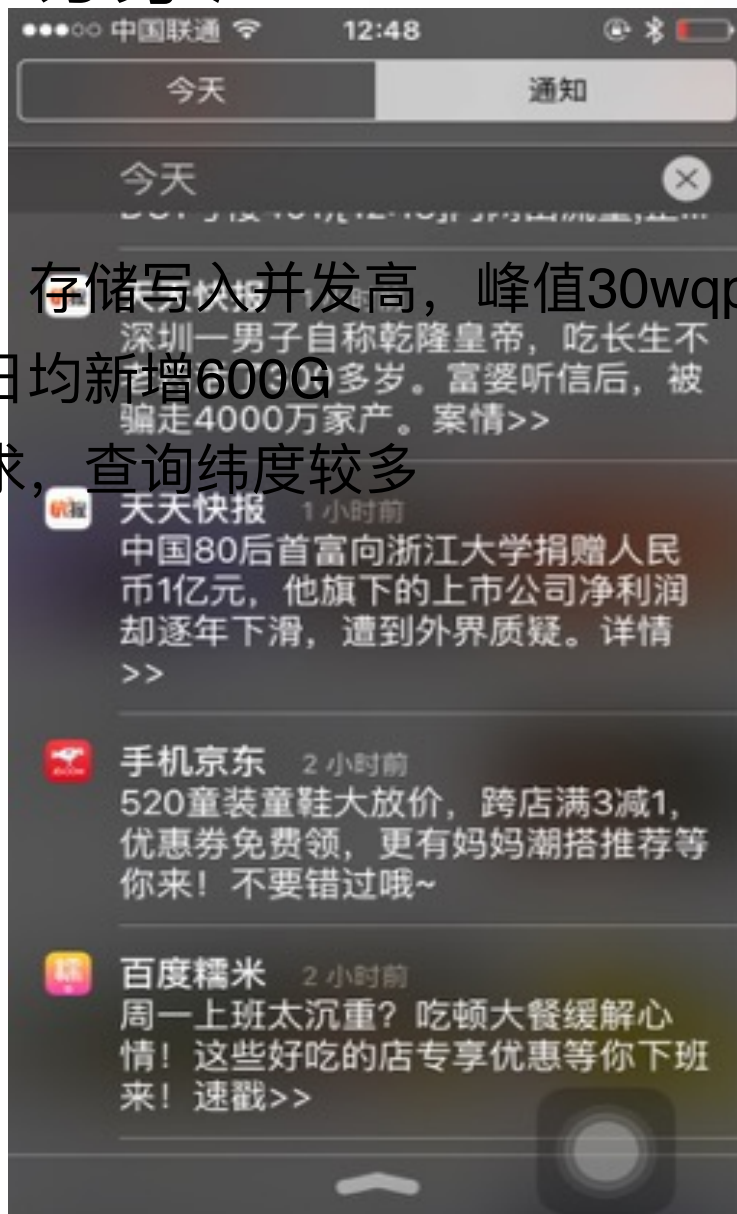 中国联通 12:48
今天 通知
今天
天天快报
存储写入并发高，峰值30wqp
深圳一男子自称乾隆皇帝，吃长生不
多岁。富婆听信后，被
日均新增600G
骗走4000万家产。案情>>
求，查询纬度较多
天天快报 1 小时前
中国80后首富向浙江大学捐赠人民
币1亿元，他旗下的上市公司净利润
却逐年下滑，遭到外界质疑。详情
>>
手机京东 2 小时前
520童装童鞋大放价，跨店满3减1，
优惠券免费领，更有妈妈潮搭推荐等
你来！不要错过哦~
百度糯米 2 小时前
周一上班太沉重？吃顿大餐缓解心
情！这些好吃的店专享优惠等你下班
来！速戳>>